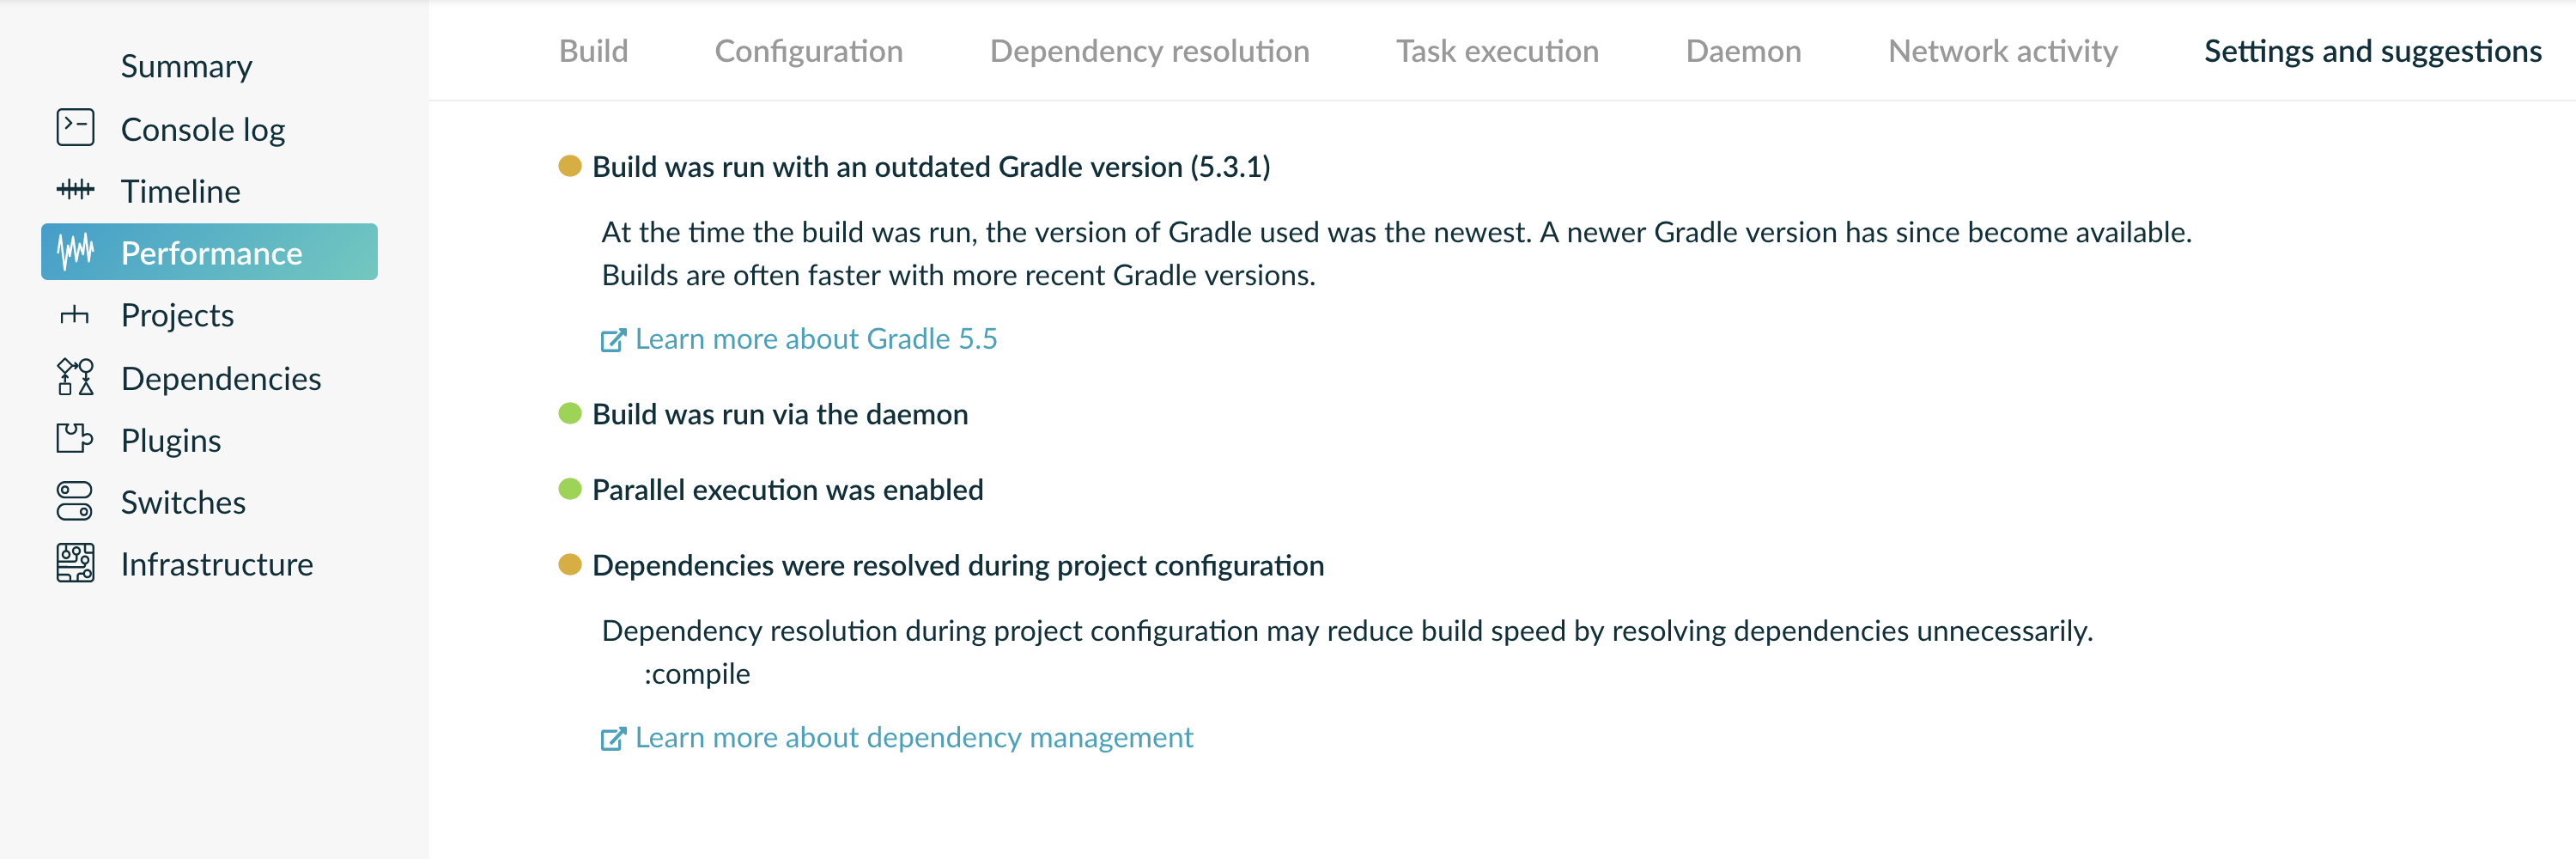 Summary
Console log
Timeline
Performance
Projects
Dependencies
Plugins
Switches
Infrastructure
Build Configuration Dependency resolution Task execution Daemon Network activity Settings and suggestions
Build was run with an outdated Gradle version (5.3.1)
At the time the build was run, the version of Gradle used was the newest. A newer Gradle version has since become available.
Builds are often faster with more recent Gradle versions.
Learn more about Gradle 5.5
Build was run via the daemon
Parallel execution was enabled
Dependencies were resolved during project configuration
Dependency resolution during project configuration may reduce build speed by resolving dependencies unnecessarily.
:compile
Learn more about dependency management